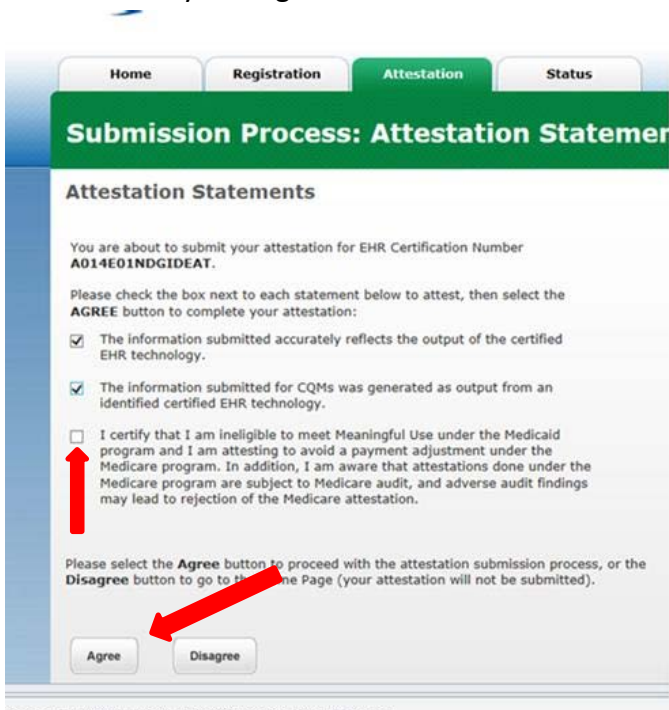 Home Registration Attestation Status
Submission Process: Attestation Statemen
Attestation Statements
You are about to submit your attestation for EHR Certification Number
A014E01NDGIDEAT.
Please check the box next to each statement below to attest, then select the
AGREE button to complete your attestation:
The information submitted accurately reflects the output of the certified
EHR technology.
The information submitted for CQMs was generated as output from an
identified certified EHR technology.
I certify that I am ineligible to meet Meaningful Use under the Medicaid
program and I am attesting to avoid a payment adjustment under the
Medicare program. In addition, I am aware that attestations done under the
Medicare program are subject to Medicare audit, and adverse audit findings
may lead to rejection of the Medicare attestation.
Please select the Agree button to proceed with the attestation submission process, or the
Disagree button to go to the Page (your attestation will not be submitted).
Agree Disagree